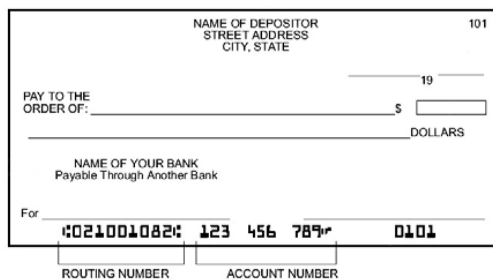 NAME OF DEPOSITOR 101
STREET ADDRESS
CITY, STATE
19
PAY TO THE
ORDER OF: $
DOLLARS
NAME OF YOUR BANK
Payable Through Another Bank
For
⑆021001082⑆ 123 456 789⑈ 0101
ROUTING NUMBER ACCOUNT NUMBER